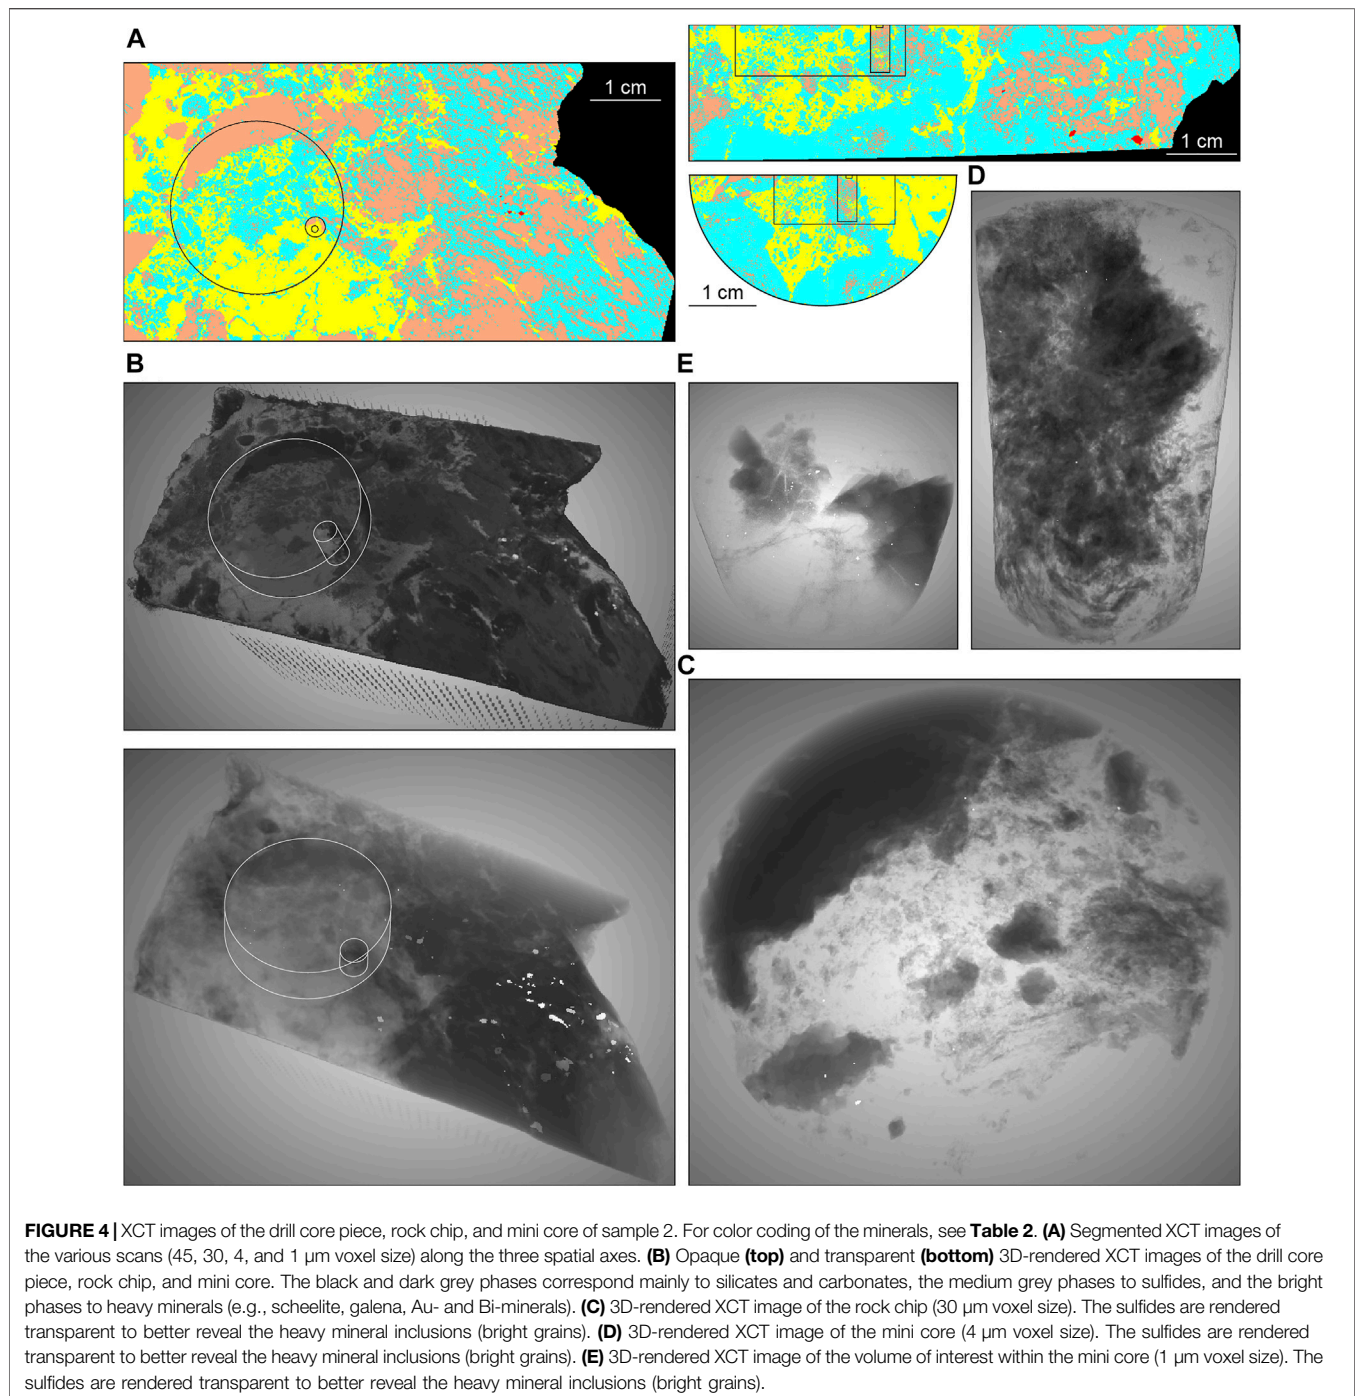 A
1 cm
1 cm
D
1 cm
B
E
C
FIGURE 4 | XCT images of the drill core piece, rock chip, and mini core of sample 2. For color coding of the minerals, see Table 2. (A) Segmented XCT images of
the various scans (45, 30, 4, and 1 µm voxel size) along the three spatial axes. (B) Opaque (top) and transparent (bottom) 3D-rendered XCT images of the drill core
piece, rock chip, and mini core. The black and dark grey phases correspond mainly to silicates and carbonates, the medium grey phases to sulfides, and the bright
phases to heavy minerals (e.g., scheelite, galena, Au- and Bi-minerals). (C) 3D-rendered XCT image of the rock chip (30 µm voxel size). The sulfides are rendered
transparent to better reveal the heavy mineral inclusions (bright grains). (D) 3D-rendered XCT image of the mini core (4 µm voxel size). The sulfides are rendered
transparent to better reveal the heavy mineral inclusions (bright grains). (E) 3D-rendered XCT image of the volume of interest within the mini core (1 µm voxel size). The
sulfides are rendered transparent to better reveal the heavy mineral inclusions (bright grains).